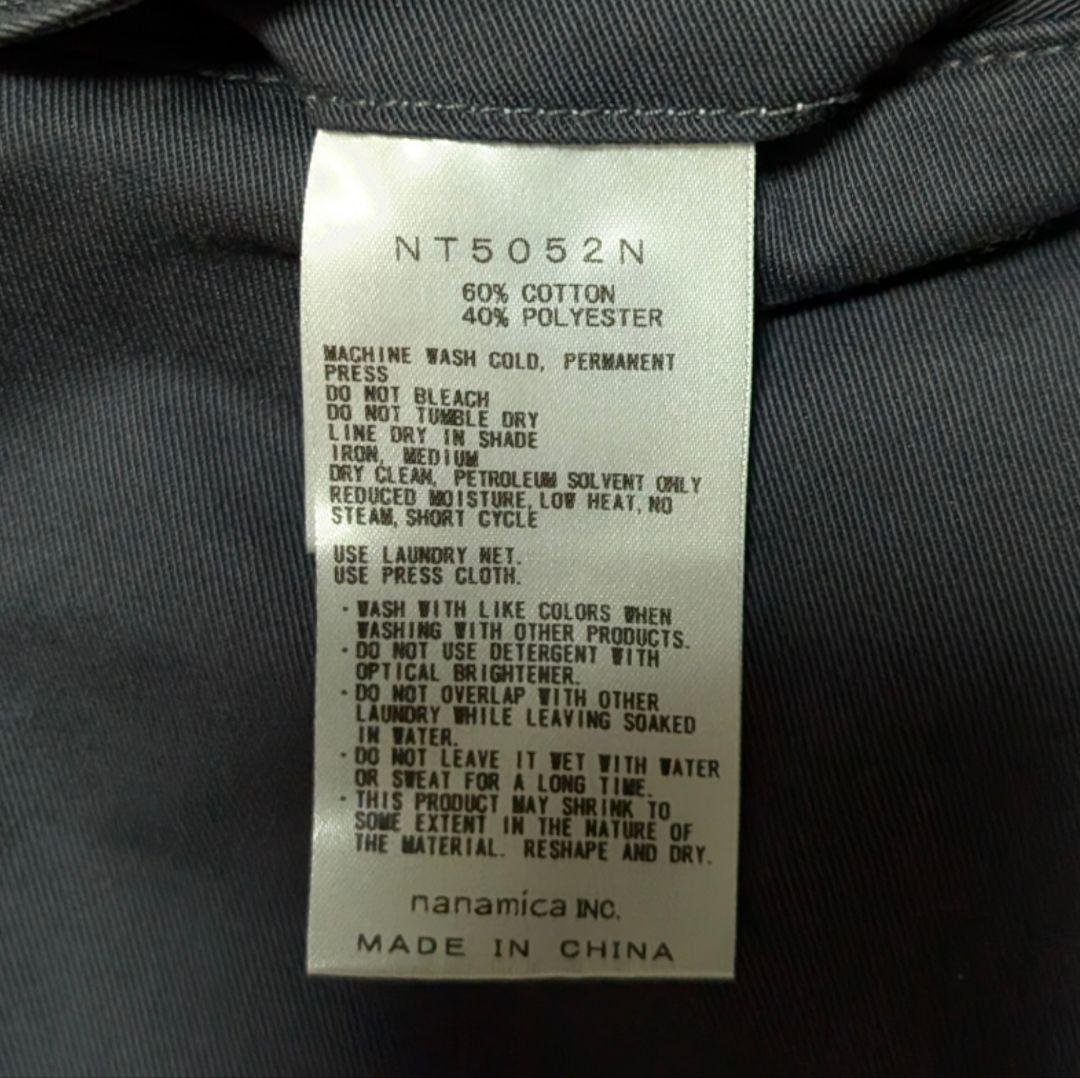 NT5052N
60% COTTON
40% POLYESTER
MACHINE WASH COLD, PERMANENT
PRESS
DO NOT BLEACH
DO NOT TUMBLE DRY
LINE DRY IN SHADE
IRON, MEDIUM
DRY CLEAN, PETROLEUM SOLVENT ONLY
REDUCED MOISTURE, LOW HEAT, NO
STEAM, SHORT CYCLE
USE LAUNDRY NET.
USE PRESS CLOTH.
・WASH WITH LIKE COLORS WHEN
WASHING WITH OTHER PRODUCTS.
・DO NOT USE DETERGENT WITH
OPTICAL BRIGHTENER.
・DO NOT OVERLAP WITH OTHER
LAUNDRY WHILE LEAVING SOAKED
IN WATER.
・DO NOT LEAVE IT WET WITH WATER
OR SWEAT FOR A LONG TIME.
・THIS PRODUCT MAY SHRINK TO
SOME EXTENT IN THE NATURE OF
THE MATERIAL. RESHAPE AND DRY.
nanamica INC.
MADE IN CHINA